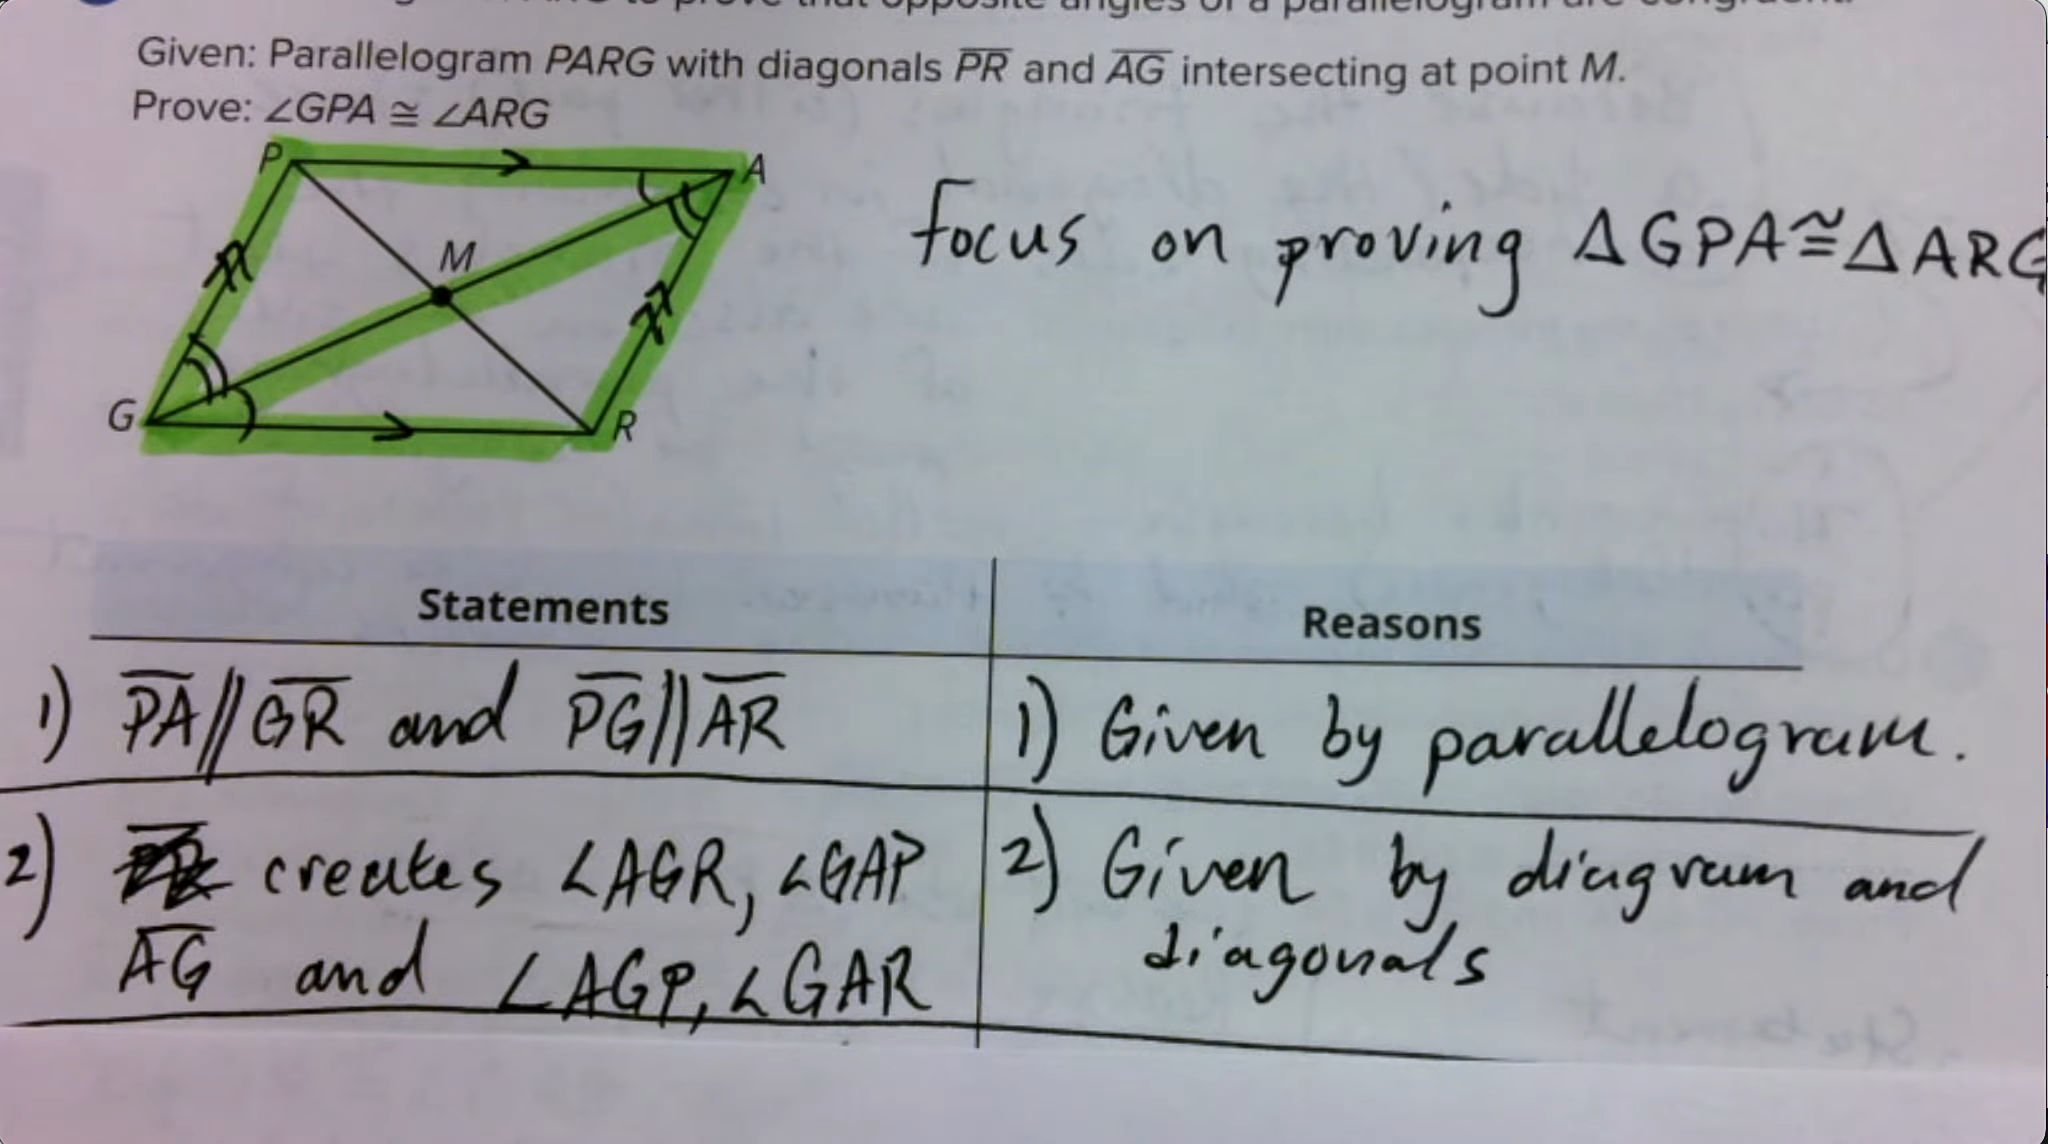 Given: Parallelogram PARG with diagonals PR and AG intersecting at point M.
Prove: ∠GPA ≅ ∠ARG
P
A
M
G
R
Focus on proving △GPA≅△ARG
Statements
Reasons
1) PA//GR and PG||AR
1) Given by parallelogram.
2) creates ∠AGR, ∠GAP
AG and ∠AGP, ∠GAR
2) Given by diagram and
diagonals